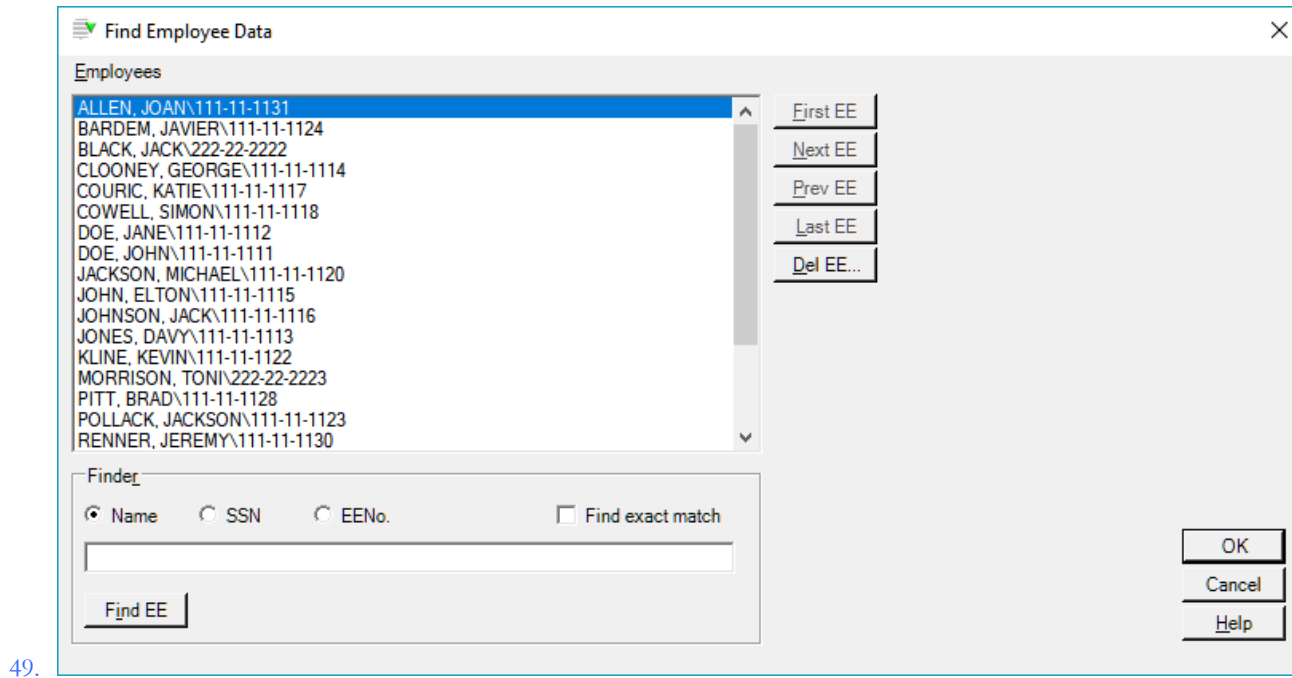 Find Employee Data
Employees
ALLEN, JOAN\111-11-1131
BARDEM, JAVIER\111-11-1124
BLACK, JACK\222-22-2222
CLOONEY, GEORGE\111-11-1114
COURIC, KATIE\111-11-1117
COWELL, SIMON\111-11-1118
DOE, JANE\111-11-1112
DOE, JOHN\111-11-1111
JACKSON, MICHAEL\111-11-1120
JOHN, ELTON\111-11-1115
JOHNSON, JACK\111-11-1116
JONES, DAVY\111-11-1113
KLINE, KEVIN\111-11-1122
MORRISON, TONI\222-22-2223
PITT, BRAD\111-11-1128
POLLACK, JACKSON\111-11-1123
RENNER, JEREMY\111-11-1130
First EE
Next EE
Prev EE
Last EE
Del EE...
Finder
Name SSN EENo. Find exact match
Find EE
OK
Cancel
Help
49.